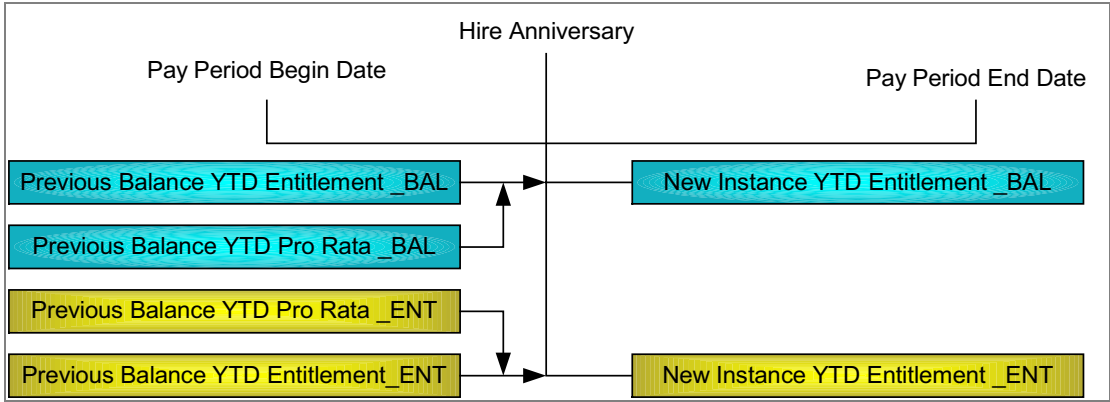 Hire Anniversary
Pay Period Begin Date
Pay Period End Date
Previous Balance YTD Entitlement _BAL
New Instance YTD Entitlement _BAL
Previous Balance YTD Pro Rata _BAL
Previous Balance YTD Pro Rata _ENT
Previous Balance YTD Entitlement_ENT
New Instance YTD Entitlement _ENT